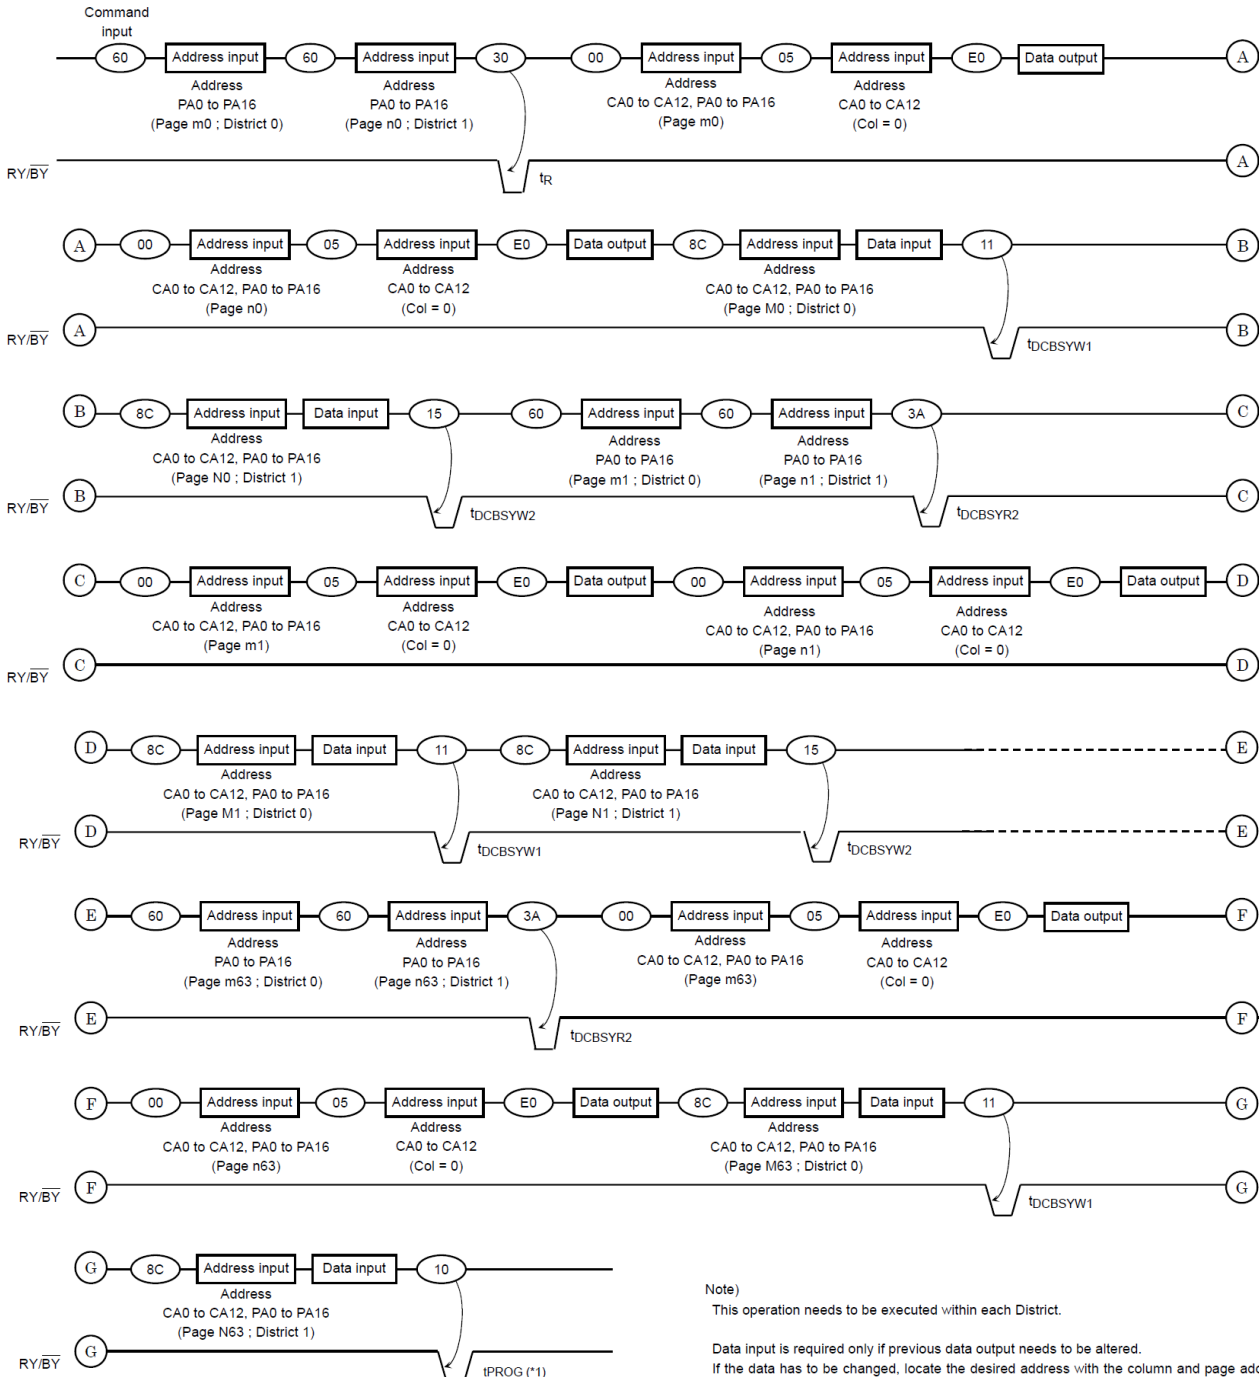 Command
input
60 Address input 60 Address input 30 00 Address input 05 Address input E0 Data output A
Address Address Address Address
PA0 to PA16 PA0 to PA16 CA0 to CA12, PA0 to PA16 CA0 to CA12
(Page m0 ; District 0) (Page n0 ; District 1) (Page m0) (Col = 0)
RY/BY tR A
A 00 Address input 05 Address input E0 Data output 8C Address input Data input 11 B
Address Address Address
CA0 to CA12, PA0 to PA16 CA0 to CA12 CA0 to CA12, PA0 to PA16
(Page n0) (Col = 0) (Page M0 ; District 0)
RY/BY A tDCBSYW1 B
B 8C Address input Data input 15 60 Address input 60 Address input 3A C
Address Address Address
CA0 to CA12, PA0 to PA16 PA0 to PA16 PA0 to PA16
(Page N0 ; District 1) (Page m1 ; District 0) (Page n1 ; District 1)
RY/BY B tDCBSYW2 tDCBSYR2 C
C 00 Address input 05 Address input E0 Data output 00 Address input 05 Address input E0 Data output D
Address Address Address Address
CA0 to CA12, PA0 to PA16 CA0 to CA12 CA0 to CA12, PA0 to PA16 CA0 to CA12
(Page m1) (Col = 0) (Page n1) (Col = 0)
RY/BY C D
D 8C Address input Data input 11 8C Address input Data input 15 E
Address Address
CA0 to CA12, PA0 to PA16 CA0 to CA12, PA0 to PA16
(Page M1 ; District 0) (Page N1 ; District 1)
RY/BY D tDCBSYW1 tDCBSYW2 E
E 60 Address input 60 Address input 3A 00 Address input 05 Address input E0 Data output F
Address Address Address Address
PA0 to PA16 PA0 to PA16 CA0 to CA12, PA0 to PA16 CA0 to CA12
(Page m63 ; District 0) (Page n63 ; District 1) (Page m63) (Col = 0)
RY/BY E tDCBSYR2 F
F 00 Address input 05 Address input E0 Data output 8C Address input Data input 11 G
Address Address Address
CA0 to CA12, PA0 to PA16 CA0 to CA12 CA0 to CA12, PA0 to PA16
(Page n63) (Col = 0) (Page M63 ; District 0)
RY/BY F tDCBSYW1 G
G 8C Address input Data input 10
Address
CA0 to CA12, PA0 to PA16
(Page N63 ; District 1)
RY/BY G tPROG (*1)
Note)
This operation needs to be executed within each District.
Data input is required only if previous data output needs to be altered.
If the data has to be changed, locate the desired address with the column and page